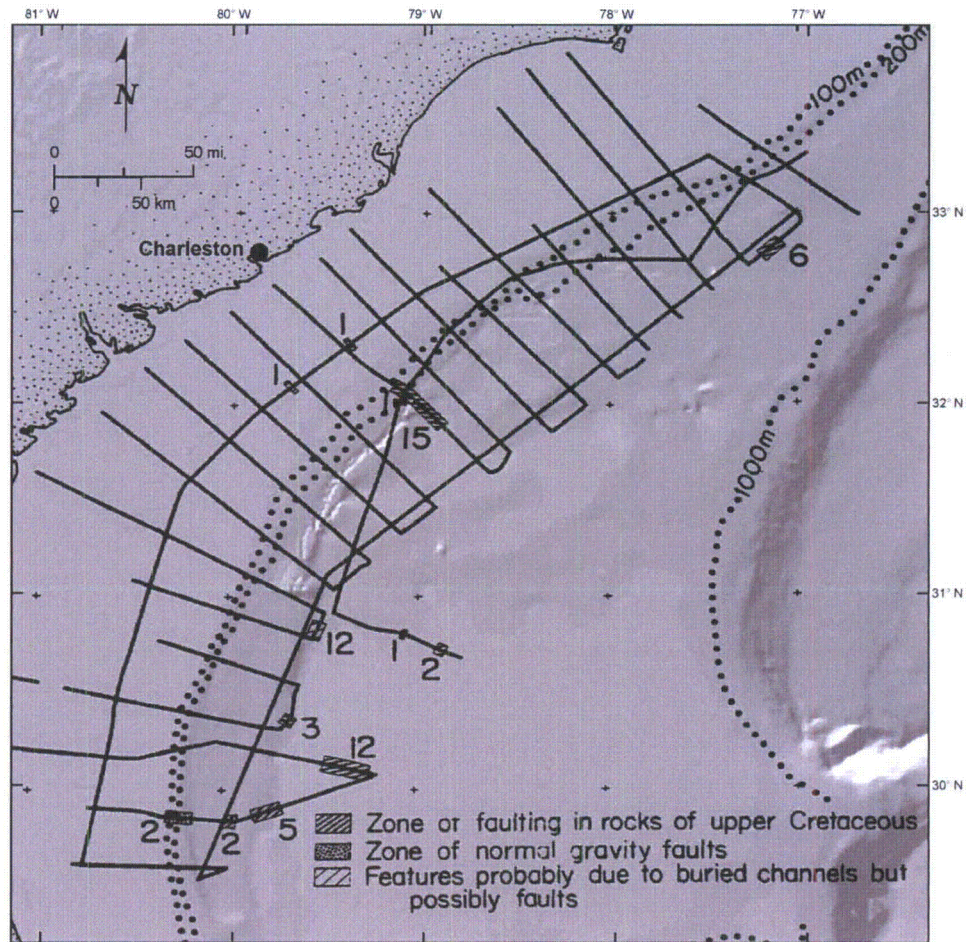 81° W 80° W 79° W 78° W 77° W
100m
200m
N
0 50 mi.
0 50 km
33° N
Charleston
6
1
1
32° N
1
15
1000m
31° N
12
1
2
3
12
30° N
2
2
5
Zone of faulting in rocks of upper Cretaceous
Zone of normal gravity faults
Features probably due to buried channels but
possibly faults